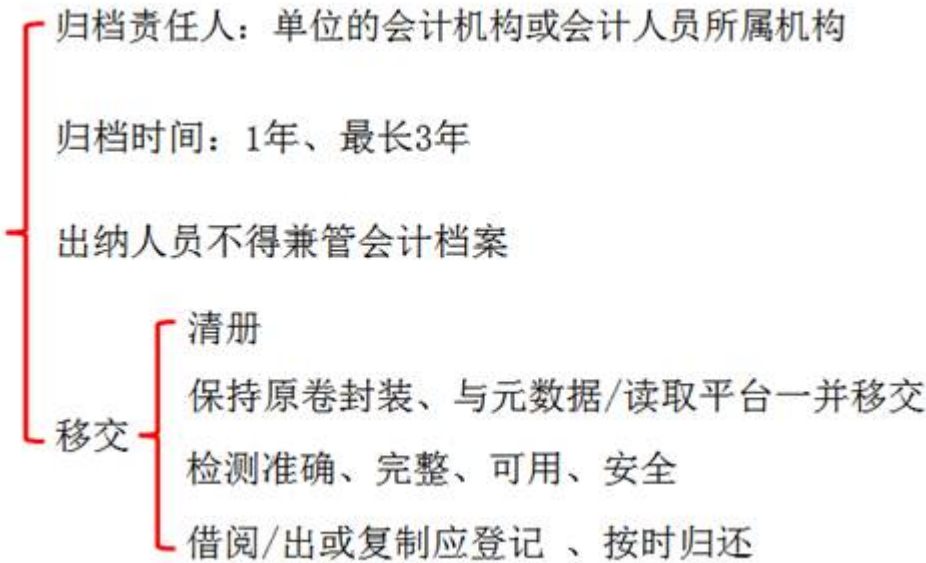 归档责任人：单位的会计机构或会计人员所属机构
归档时间：1年、最长3年
出纳人员不得兼管会计档案
移交
清册
保持原卷封装、与元数据/读取平台一并移交
检测准确、完整、可用、安全
借阅/出或复制应登记 、按时归还